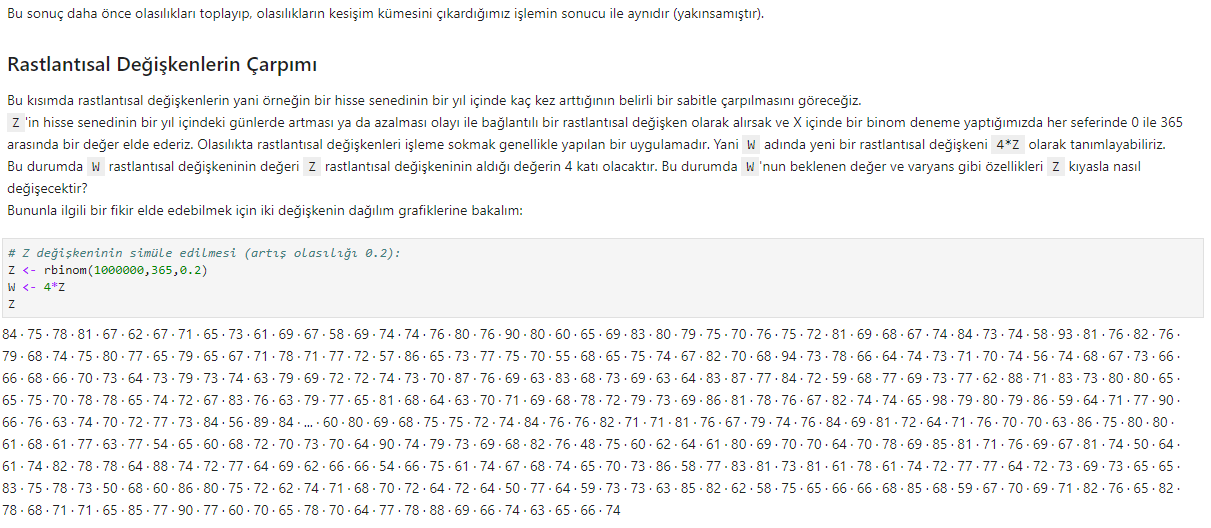 Bu sonuç daha önce olasılıkları toplayıp, olasılıkların kesişim kümesini çıkardığımız işlemin sonucu ile aynıdır (yakınsamıştır).
Rastlantısal Değişkenlerin Çarpımı
Bu kısımda rastlantısal değişkenlerin yani örneğin bir hisse senedinin bir yıl içinde kaç kez arttığının belirli bir sabitle çarpılmasını göreceğiz.
Z 'in hisse senedinin bir yıl içindeki günlerde artması ya da azalması olayı ile bağlantılı bir rastlantısal değişken olarak alırsak ve X içinde bir binom deneme yaptığımızda her seferinde 0 ile 365
arasında bir değer elde ederiz. Olasılıkta rastlantısal değişkenleri işleme sokmak genellikle yapılan bir uygulamadır. Yani W adında yeni bir rastlantısal değişkeni 4*Z olarak tanımlayabiliriz.
Bu durumda W rastlantısal değişkeninin değeri Z rastlantısal değişkeninin aldığı değerin 4 katı olacaktır. Bu durumda W 'nun beklenen değer ve varyans gibi özellikleri Z kıyasla nasıl
değişecektir?
Bununla ilgili bir fikir elde edebilmek için iki değişkenin dağılım grafiklerine bakalım:
# Z değişkeninin simüle edilmesi (artış olasılığı 0.2):
Z <- rbinom(1000000,365,0.2)
W <- 4*Z
Z
84 · 75 · 78 · 81 · 67 · 62 · 67 · 71 · 65 · 73 · 61 · 69 · 67 · 58 · 69 · 74 · 74 · 76 · 80 · 76 · 90 · 80 · 60 · 65 · 69 · 83 · 80 · 79 · 75 · 70 · 76 · 75 · 72 · 81 · 69 · 68 · 67 · 74 · 84 · 73 · 74 · 58 · 93 · 81 · 76 · 82 · 76 ·
79 · 68 · 74 · 75 · 80 · 77 · 65 · 79 · 65 · 67 · 71 · 78 · 71 · 77 · 72 · 57 · 86 · 65 · 73 · 77 · 75 · 70 · 55 · 68 · 65 · 75 · 74 · 67 · 82 · 70 · 68 · 94 · 73 · 78 · 66 · 64 · 74 · 73 · 71 · 70 · 74 · 56 · 74 · 68 · 67 · 73 · 66 ·
66 · 68 · 66 · 70 · 73 · 64 · 73 · 79 · 73 · 74 · 63 · 79 · 69 · 72 · 72 · 74 · 73 · 70 · 87 · 76 · 69 · 63 · 83 · 68 · 73 · 69 · 63 · 64 · 83 · 87 · 77 · 84 · 72 · 59 · 68 · 77 · 69 · 73 · 77 · 62 · 88 · 71 · 83 · 73 · 80 · 80 · 65 ·
65 · 75 · 70 · 78 · 78 · 65 · 74 · 72 · 67 · 83 · 76 · 63 · 79 · 77 · 65 · 81 · 68 · 64 · 63 · 70 · 71 · 69 · 68 · 78 · 72 · 79 · 73 · 69 · 86 · 81 · 78 · 76 · 67 · 82 · 74 · 74 · 65 · 98 · 79 · 80 · 79 · 86 · 59 · 64 · 71 · 77 · 90 ·
66 · 76 · 63 · 74 · 70 · 72 · 77 · 73 · 84 · 56 · 89 · 84 · ... · 60 · 80 · 69 · 68 · 75 · 75 · 72 · 74 · 84 · 76 · 76 · 82 · 71 · 71 · 81 · 76 · 67 · 79 · 74 · 76 · 84 · 69 · 81 · 72 · 64 · 71 · 76 · 70 · 70 · 63 · 86 · 75 · 80 · 80 ·
61 · 68 · 61 · 77 · 63 · 77 · 54 · 65 · 60 · 68 · 72 · 70 · 73 · 70 · 64 · 90 · 74 · 79 · 73 · 69 · 68 · 82 · 76 · 48 · 75 · 60 · 62 · 64 · 61 · 80 · 69 · 70 · 70 · 64 · 70 · 78 · 69 · 85 · 81 · 71 · 76 · 69 · 67 · 81 · 74 · 50 · 64 ·
61 · 74 · 82 · 78 · 78 · 64 · 88 · 74 · 72 · 77 · 64 · 69 · 62 · 66 · 66 · 54 · 66 · 75 · 61 · 74 · 67 · 68 · 74 · 65 · 70 · 73 · 86 · 58 · 77 · 83 · 81 · 73 · 81 · 61 · 78 · 61 · 74 · 72 · 77 · 77 · 64 · 72 · 73 · 69 · 73 · 65 · 65 ·
83 · 75 · 78 · 73 · 50 · 68 · 60 · 86 · 80 · 75 · 72 · 62 · 74 · 71 · 68 · 70 · 72 · 64 · 72 · 64 · 50 · 77 · 64 · 59 · 73 · 73 · 63 · 85 · 82 · 62 · 58 · 75 · 65 · 66 · 66 · 68 · 85 · 68 · 59 · 67 · 70 · 69 · 71 · 82 · 76 · 65 · 82 ·
78 · 68 · 71 · 71 · 65 · 85 · 77 · 90 · 77 · 60 · 70 · 65 · 78 · 70 · 64 · 77 · 78 · 88 · 69 · 66 · 74 · 63 · 65 · 66 · 74